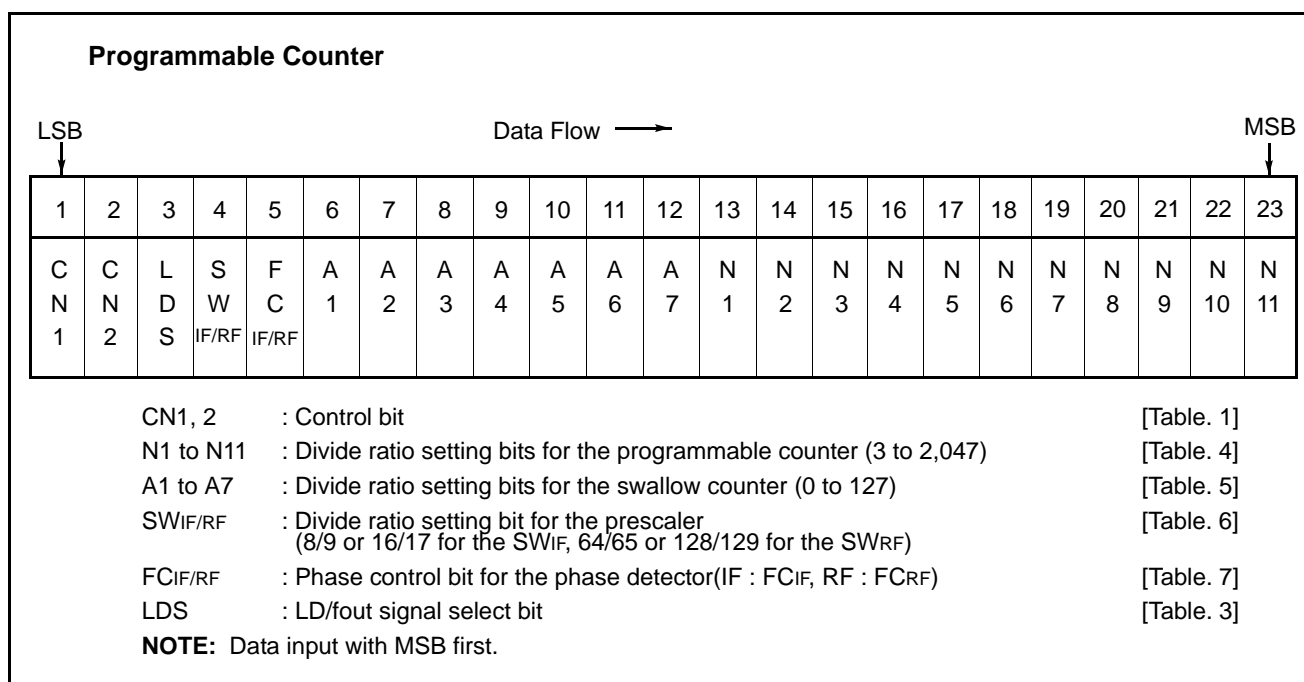 Programmable Counter
LSB Data Flow MSB
1 2 3 4 5 6 7 8 9 10 11 12 13 14 15 16 17 18 19 20 21 22 23
C C L S F A A A A A A A N N N N N N N N N N N
N N D W C 1 2 3 4 5 6 7 1 2 3 4 5 6 7 8 9 10 11
1 2 S IF/RF IF/RF
CN1, 2 : Control bit [Table. 1]
N1 to N11 : Divide ratio setting bits for the programmable counter (3 to 2,047) [Table. 4]
A1 to A7 : Divide ratio setting bits for the swallow counter (0 to 127) [Table. 5]
SWIF/RF : Divide ratio setting bit for the prescaler [Table. 6]
(8/9 or 16/17 for the SWIF, 64/65 or 128/129 for the SWRF)
FCIF/RF : Phase control bit for the phase detector(IF : FCIF, RF : FCRF) [Table. 7]
LDS : LD/fout signal select bit [Table. 3]
NOTE: Data input with MSB first.